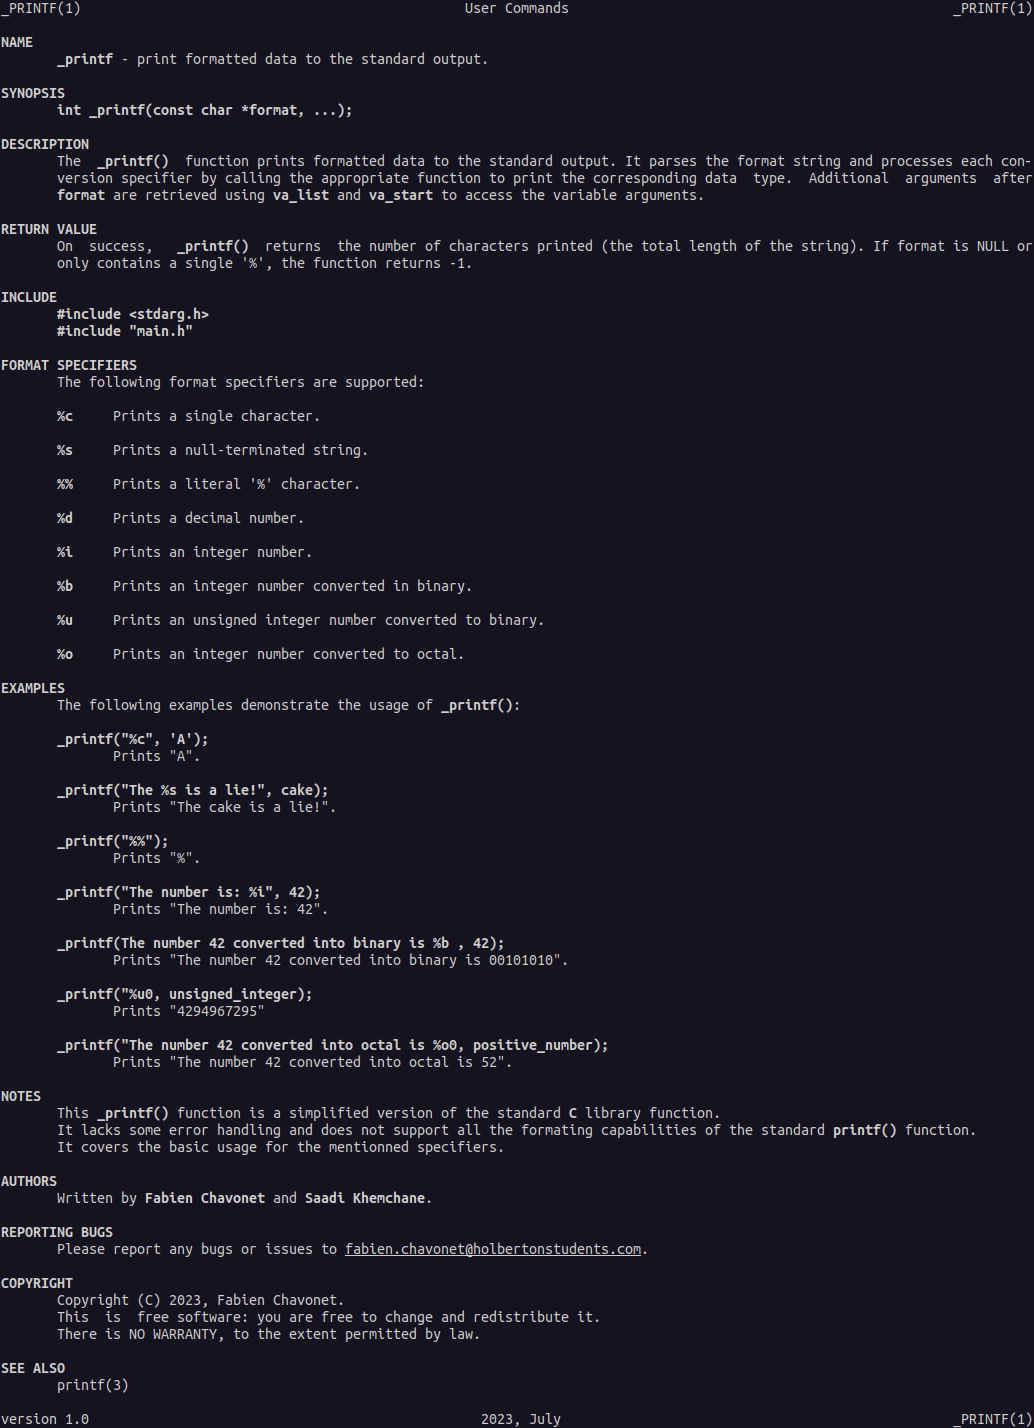 _PRINTF(1) User Commands _PRINTF(1)
NAME
_printf - print formatted data to the standard output.
SYNOPSIS
int _printf(const char *format, ...);
DESCRIPTION
The _printf() function prints formatted data to the standard output. It parses the format string and processes each con-
version specifier by calling the appropriate function to print the corresponding data type. Additional arguments after
format are retrieved using va_list and va_start to access the variable arguments.
RETURN VALUE
On success, _printf() returns the number of characters printed (the total length of the string). If format is NULL or
only contains a single '%', the function returns -1.
INCLUDE
#include <stdarg.h>
#include "main.h"
FORMAT SPECIFIERS
The following format specifiers are supported:
%c Prints a single character.
%s Prints a null-terminated string.
%% Prints a literal '%' character.
%d Prints a decimal number.
%i Prints an integer number.
%b Prints an integer number converted in binary.
%u Prints an unsigned integer number converted to binary.
%o Prints an integer number converted to octal.
EXAMPLES
The following examples demonstrate the usage of _printf():
_printf("%c", 'A');
Prints "A".
_printf("The %s is a lie!", cake);
Prints "The cake is a lie!".
_printf("%%");
Prints "%".
_printf("The number is: %i", 42);
Prints "The number is: 42".
_printf(The number 42 converted into binary is %b , 42);
Prints "The number 42 converted into binary is 00101010".
_printf("%u0, unsigned_integer);
Prints "4294967295"
_printf("The number 42 converted into octal is %o0, positive_number);
Prints "The number 42 converted into octal is 52".
NOTES
This _printf() function is a simplified version of the standard C library function.
It lacks some error handling and does not support all the formating capabilities of the standard printf() function.
It covers the basic usage for the mentionned specifiers.
AUTHORS
Written by Fabien Chavonet and Saadi Khemchane.
REPORTING BUGS
Please report any bugs or issues to fabien.chavonet@holbertonstudents.com.
COPYRIGHT
Copyright (C) 2023, Fabien Chavonet.
This is free software: you are free to change and redistribute it.
There is NO WARRANTY, to the extent permitted by law.
SEE ALSO
printf(3)
version 1.0 2023, July _PRINTF(1)